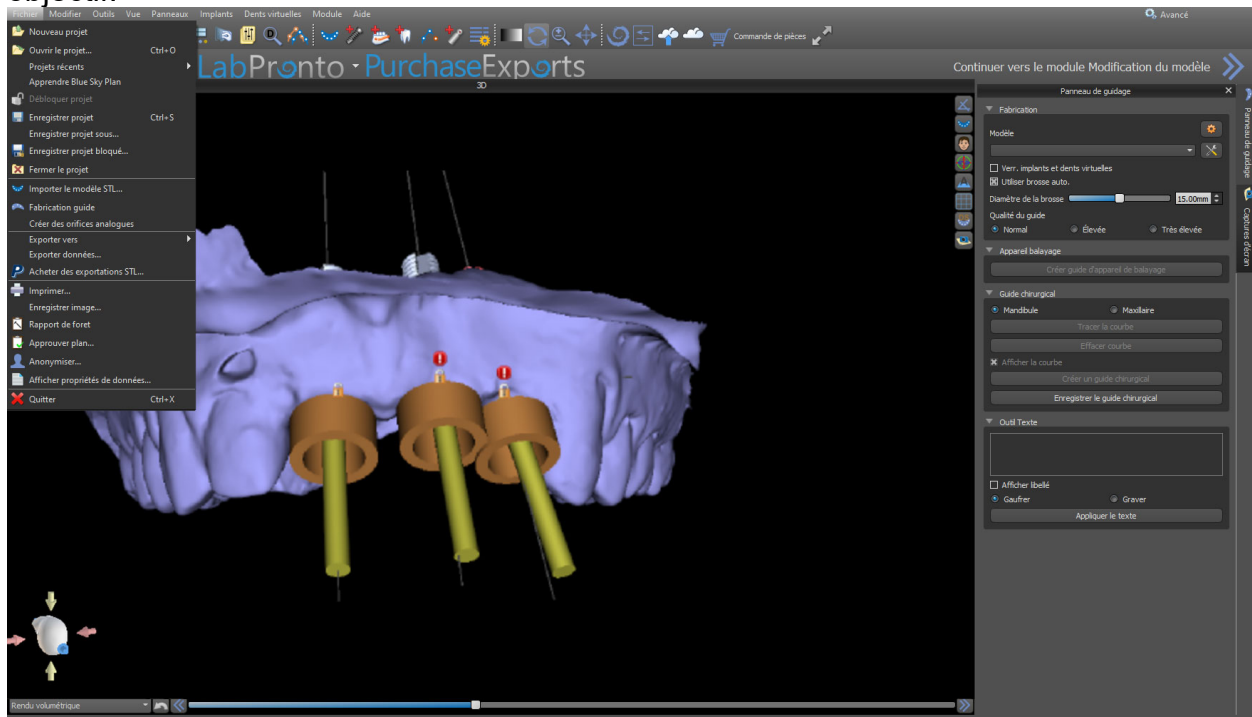 Fichier Modifier Outils Vue Panneaux Implants Dents virtuelles Module Aide
Avancé
Nouveau projet
Ouvrir le projet... Ctrl+O
Projets récents
Apprendre Blue Sky Plan
Débloquer projet
Enregistrer projet Ctrl+S
Enregistrer projet sous...
Enregistrer projet bloqué...
Fermer le projet
Importer le modèle STL...
Fabrication guide
Créer des orifices analogues
Exporter vers
Exporter données...
Acheter des exportations STL...
Imprimer...
Enregistrer image...
Rapport de foret
Approuver plan...
Anonymiser...
Afficher propriétés de données...
Quitter Ctrl+X
Commande de pièces
LabPronto - PurchaseExports
Continuer vers le module Modification du modèle
3D
Panneau de guidage
Fabrication
Modèle
Verr. implants et dents virtuelles
Utiliser brosse auto.
Diamètre de la brosse 15.00mm
Qualité du guide
Normal Élevée Très élevée
Appareil balayage
Créer guide d'appareil de balayage
Guide chirurgical
Mandibule Maxillaire
Tracer la courbe
Effacer courbe
Afficher la courbe
Créer un guide chirurgical
Enregistrer le guide chirurgical
Outil Texte
Afficher libellé
Gaufrer Graver
Appliquer le texte
Panneau de guidage
Captures d'écran
Rendu volumétrique